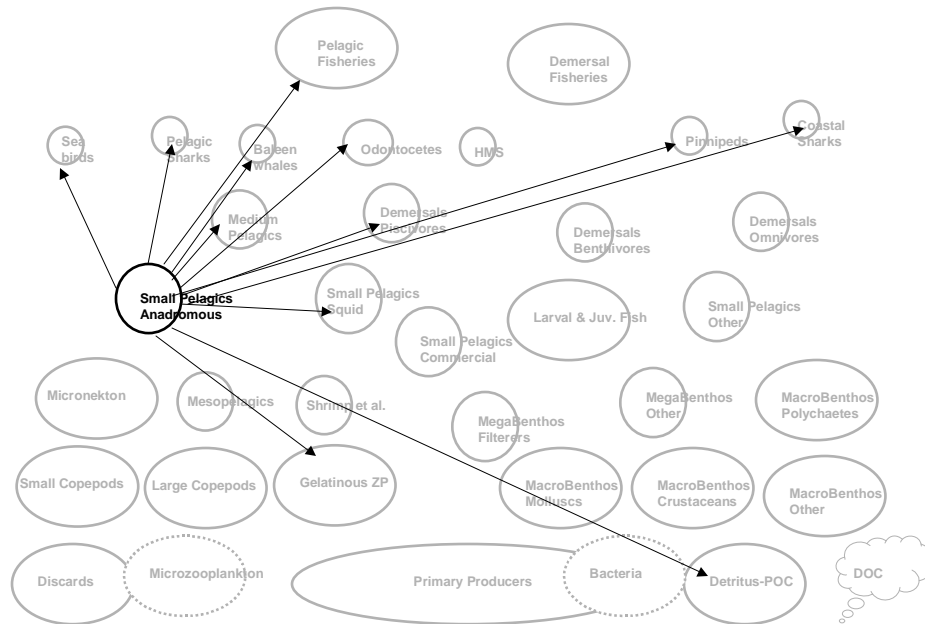 Pelagic
Fisheries
Demersal
Fisheries
Sea
birds
Pelagic
Sharks
Baleen
whales
Odontocetes
HMS
Pinnipeds
Coastal
Sharks
Medium
Pelagics
Demersals
Piscivores
Demersals
Benthivores
Demersals
Omnivores
Small Pelagics
Anadromous
Small Pelagics
Squid
Small Pelagics
Commercial
Larval & Juv. Fish
Small Pelagics
Other
Micronekton
Mesopelagics
Shrimp et al.
MegaBenthos
Filterers
MegaBenthos
Other
MacroBenthos
Polychaetes
Small Copepods
Large Copepods
Gelatinous ZP
MacroBenthos
Molluscs
MacroBenthos
Crustaceans
MacroBenthos
Other
Discards
Microzooplankton
Primary Producers
Bacteria
Detritus-POC
DOC